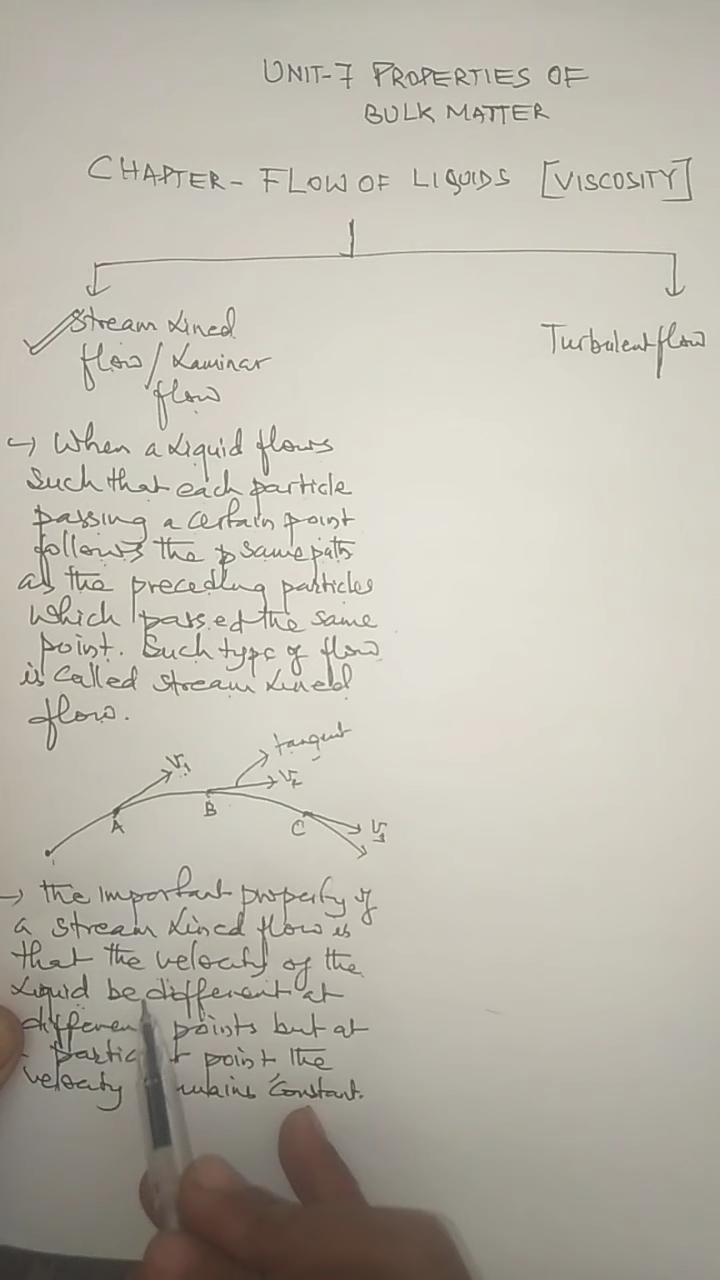 UNIT-7 PROPERTIES OF
BULK MATTER
CHAPTER- FLOW OF LIQUIDS [VISCOSITY]
Stream Lined
flow/Laminar
flow
Turbulent flow
→ When a Liquid flows
Such that each particle
passing a certain point
follows the same path
as the preceding particles
which passed the same
point. Such type of flow
is called stream Lined
flow.
tangent
V₁
V₂
A
B
C
V₃
→ the important property of
a stream Lined flow is
that the velocity of the
Liquid be different at
points but at
point the
velocity Constant.